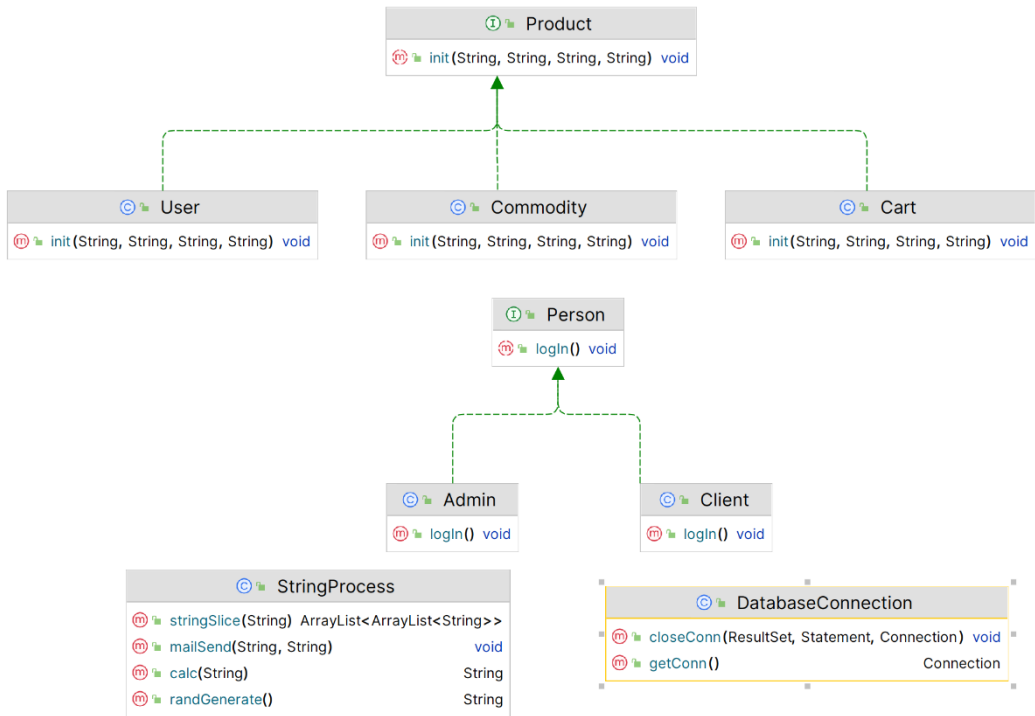 Product
init(String, String, String, String) void
User
init(String, String, String, String) void
Commodity
init(String, String, String, String) void
Cart
init(String, String, String, String) void
Person
logIn() void
Admin
logIn() void
Client
logIn() void
StringProcess
stringSlice(String) ArrayList<ArrayList<String>>
mailSend(String, String) void
calc(String) String
randGenerate() String
DatabaseConnection
closeConn(ResultSet, Statement, Connection) void
getConn() Connection